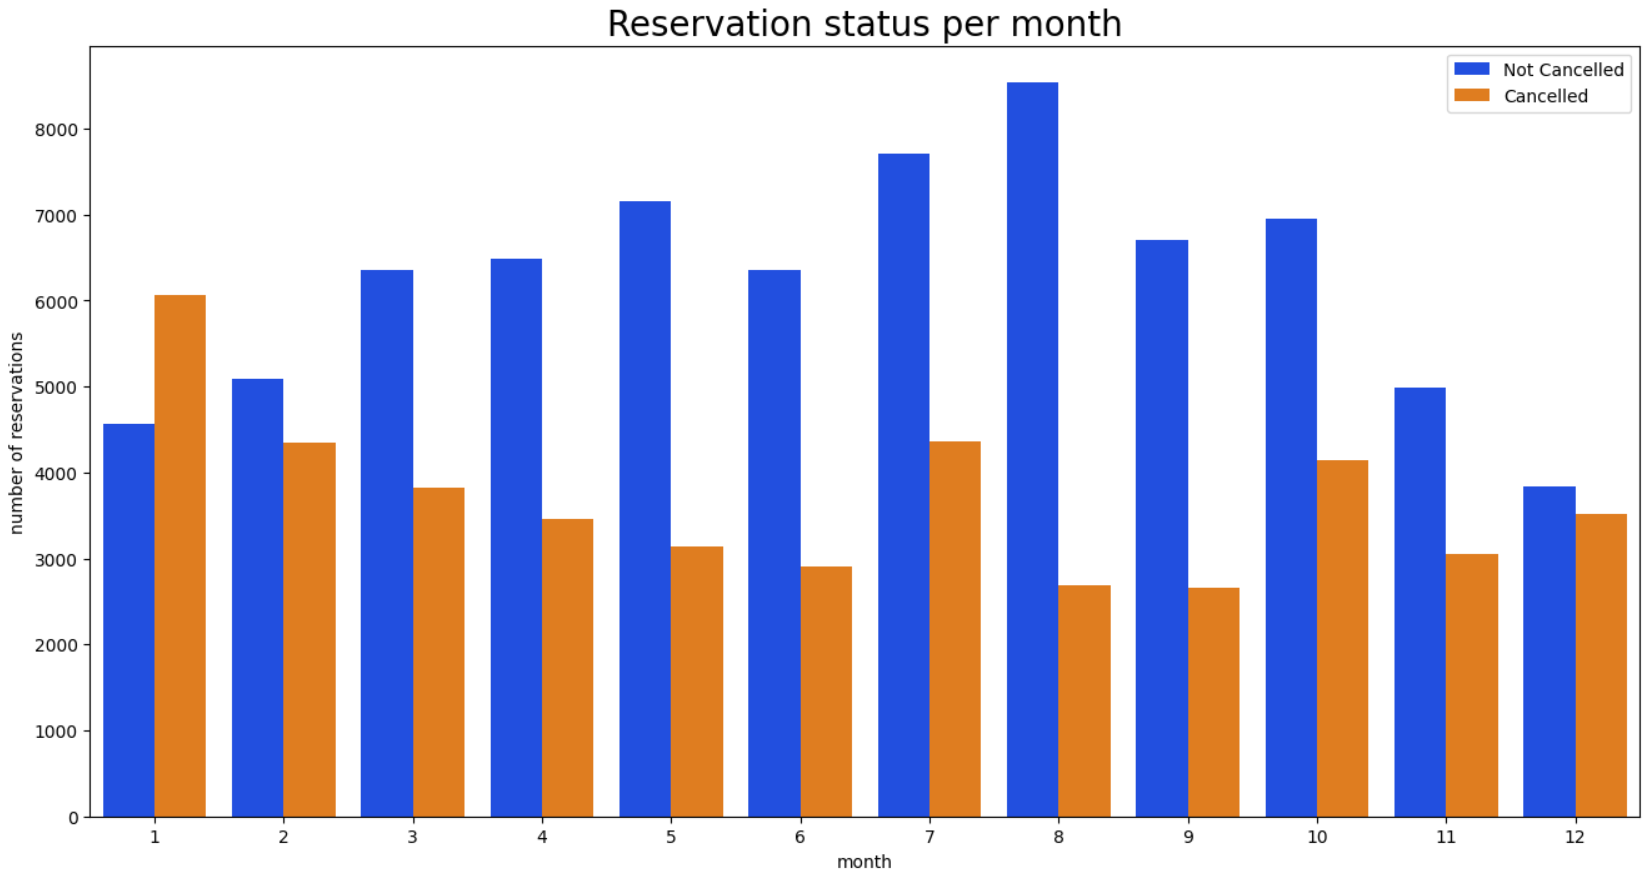 Reservation status per month
Not Cancelled
Cancelled
8000
7000
6000
5000
4000
3000
2000
1000
0
number of reservations
1 2 3 4 5 6 7 8 9 10 11 12
month